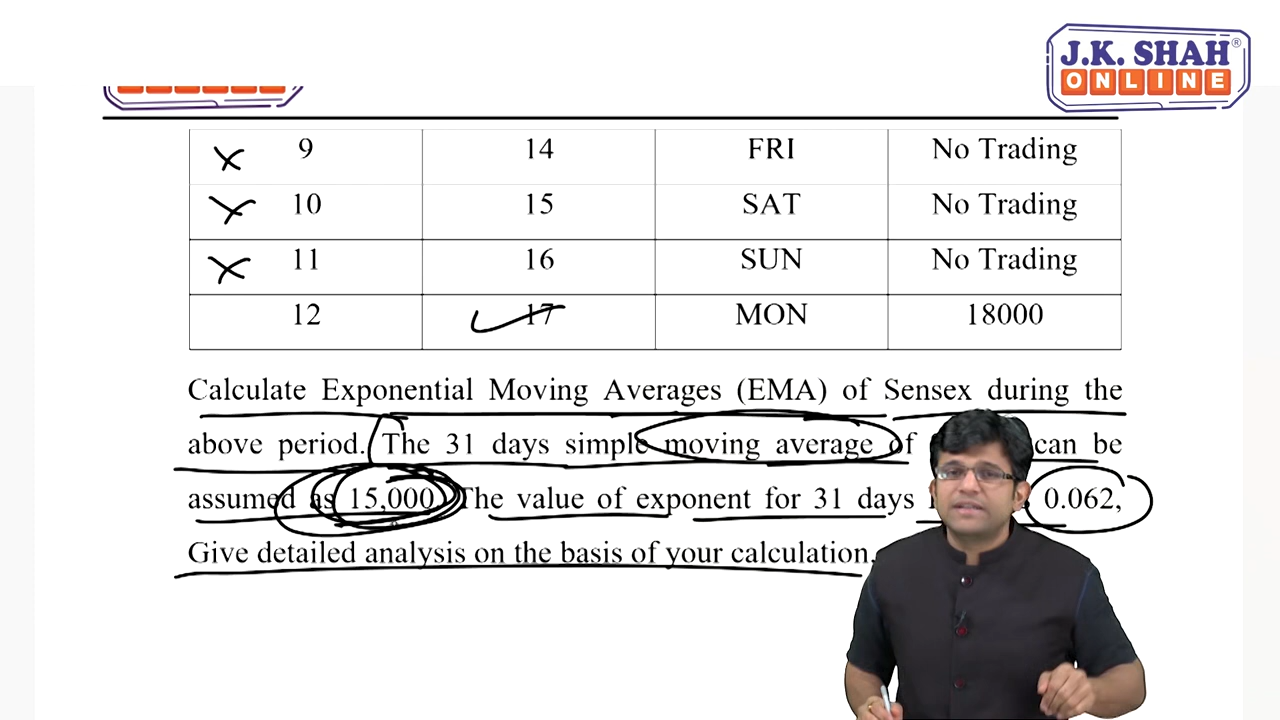 J.K. SHAH®
ONLINE
9 14 FRI No Trading
10 15 SAT No Trading
11 16 SUN No Trading
12 17 MON 18000
Calculate Exponential Moving Averages (EMA) of Sensex during the
above period. The 31 days simple moving average of can be
assumed as 15,000. The value of exponent for 31 days 0.062,
Give detailed analysis on the basis of your calculation.